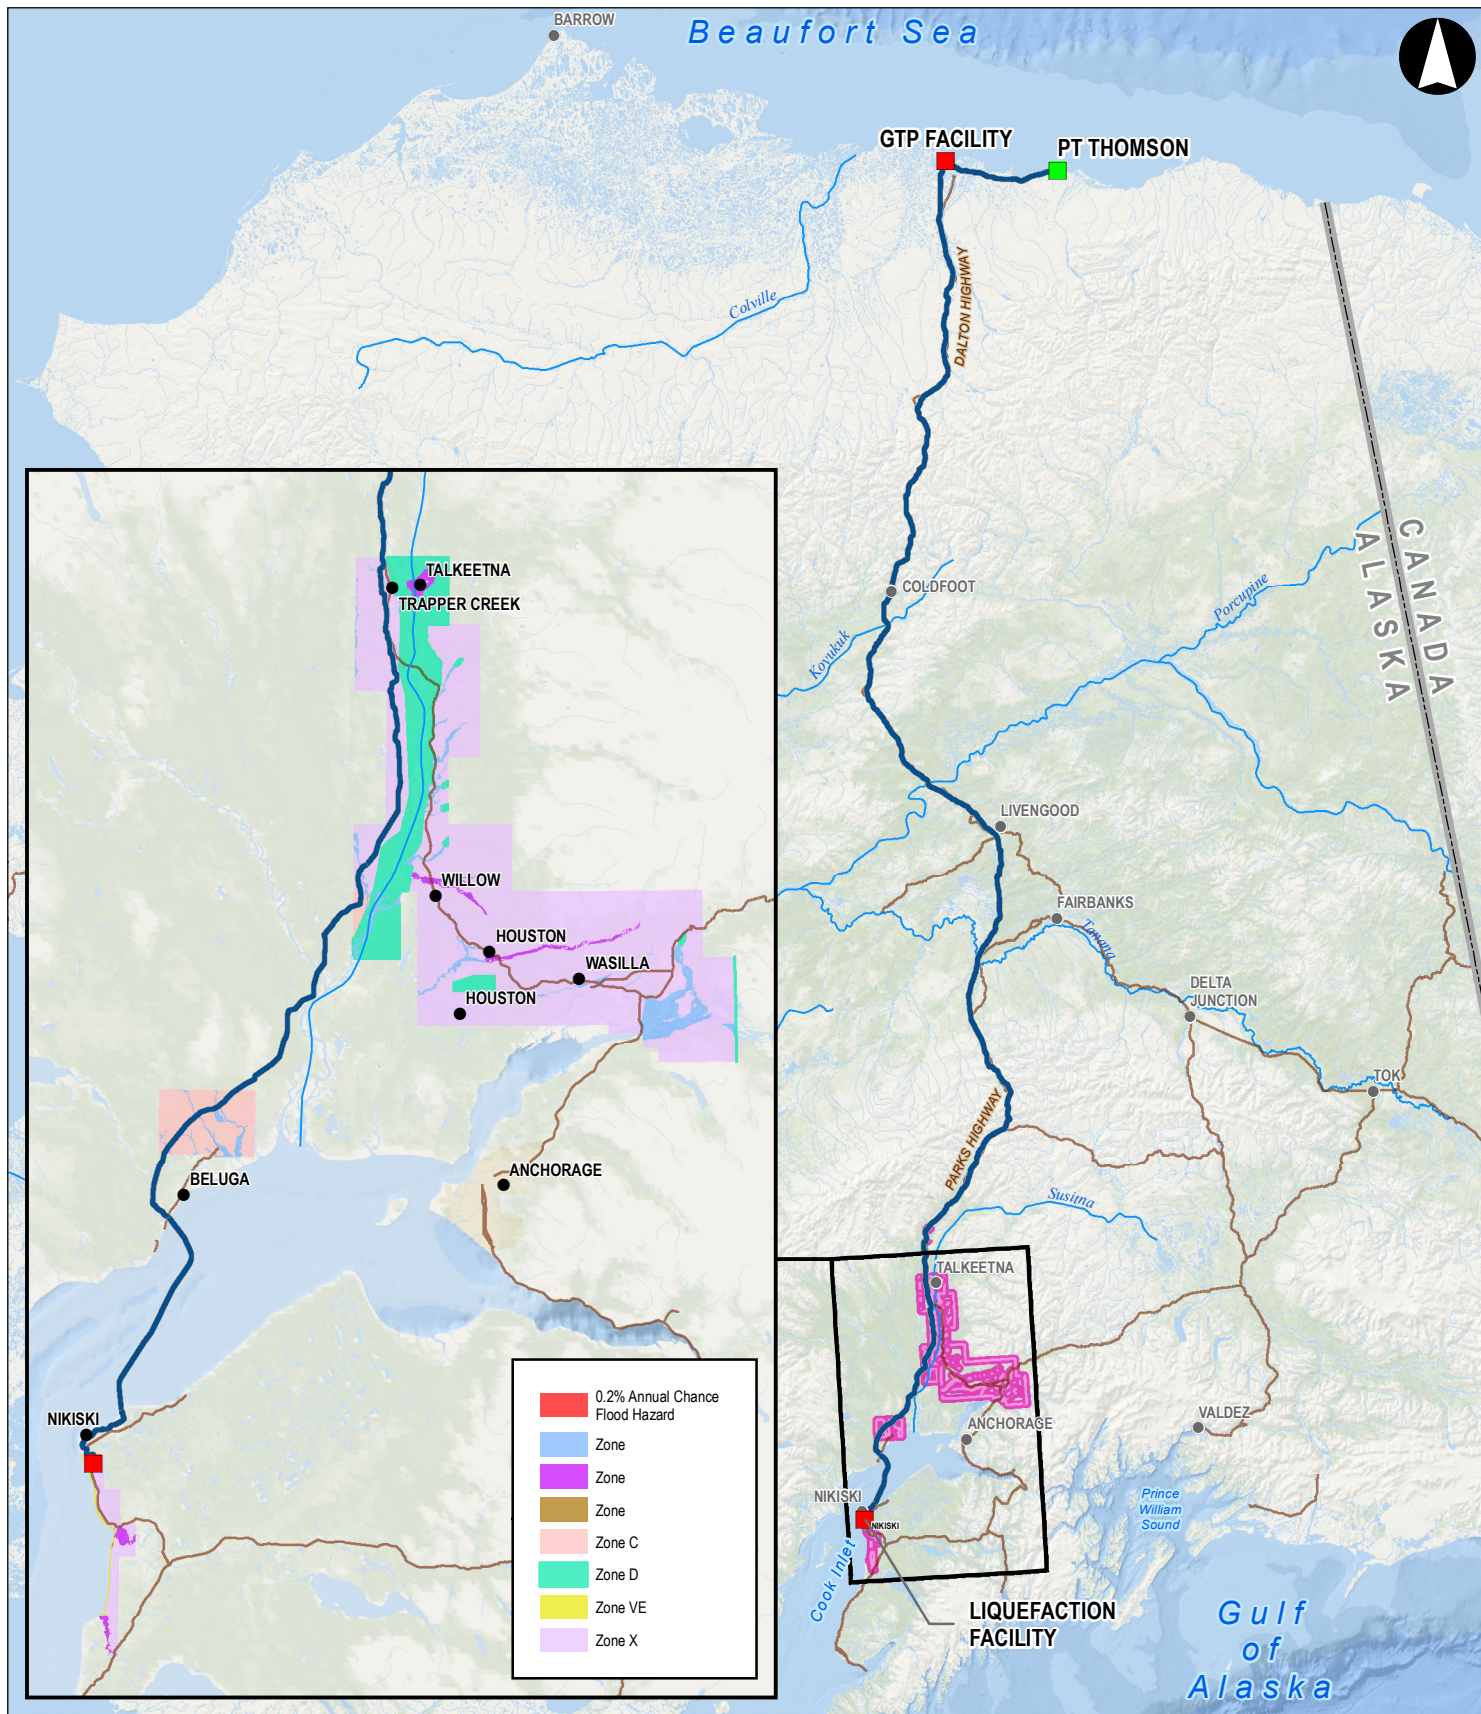 BARROW
Beaufort Sea
GTP FACILITY
PT THOMSON
DALTON HIGHWAY
Colville
CANADA
ALASKA
COLDFOOT
Porcupine
Koyukuk
LIVENGOOD
FAIRBANKS
Tanana
DELTA
JUNCTION
TOK
PARKS HIGHWAY
Susitna
TALKEETNA
ANCHORAGE
VALDEZ
NIKISKI
NIKISKI
Prince
William
Sound
Cook Inlet
LIQUEFACTION
FACILITY
Gulf
of
Alaska
TALKEETNA
TRAPPER CREEK
WILLOW
HOUSTON
WASILLA
HOUSTON
BELUGA
ANCHORAGE
NIKISKI
0.2% Annual Chance
Flood Hazard
Zone
Zone
Zone
Zone C
Zone D
Zone VE
Zone X